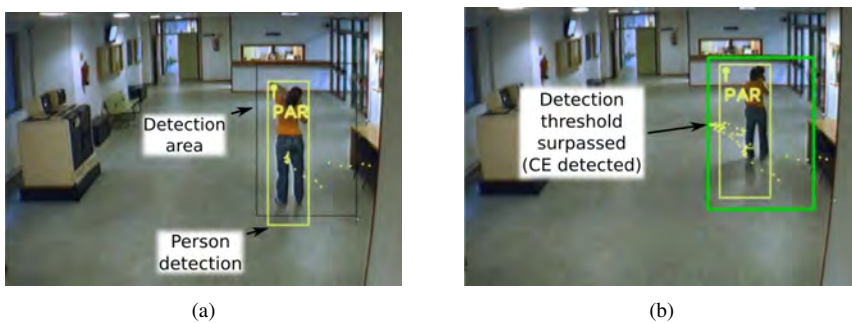 PAR
Detection
area
Person
detection
(a)
PAR
Detection
threshold
surpassed
(CE detected)
(b)